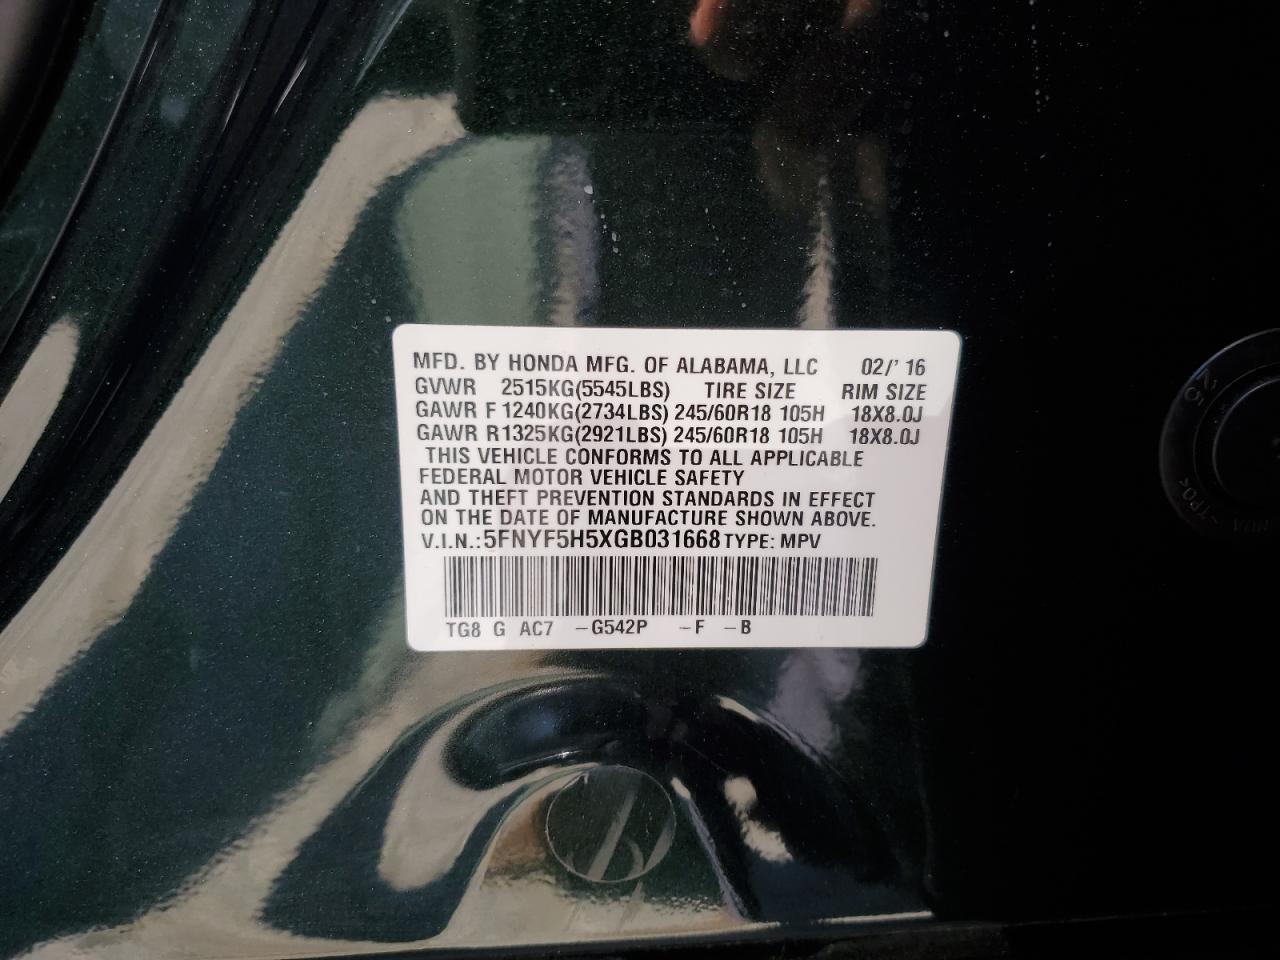 MFD. BY HONDA MFG. OF ALABAMA, LLC 02/' 16
GVWR 2515KG(5545LBS) TIRE SIZE RIM SIZE
GAWR F 1240KG(2734LBS) 245/60R18 105H 18X8.0J
GAWR R1325KG(2921LBS) 245/60R18 105H 18X8.0J
THIS VEHICLE CONFORMS TO ALL APPLICABLE
FEDERAL MOTOR VEHICLE SAFETY
AND THEFT PREVENTION STANDARDS IN EFFECT
ON THE DATE OF MANUFACTURE SHOWN ABOVE.
V.I.N.:5FNYF5H5XGB031668 TYPE: MPV
TG8 G AC7 -G542P -F -B